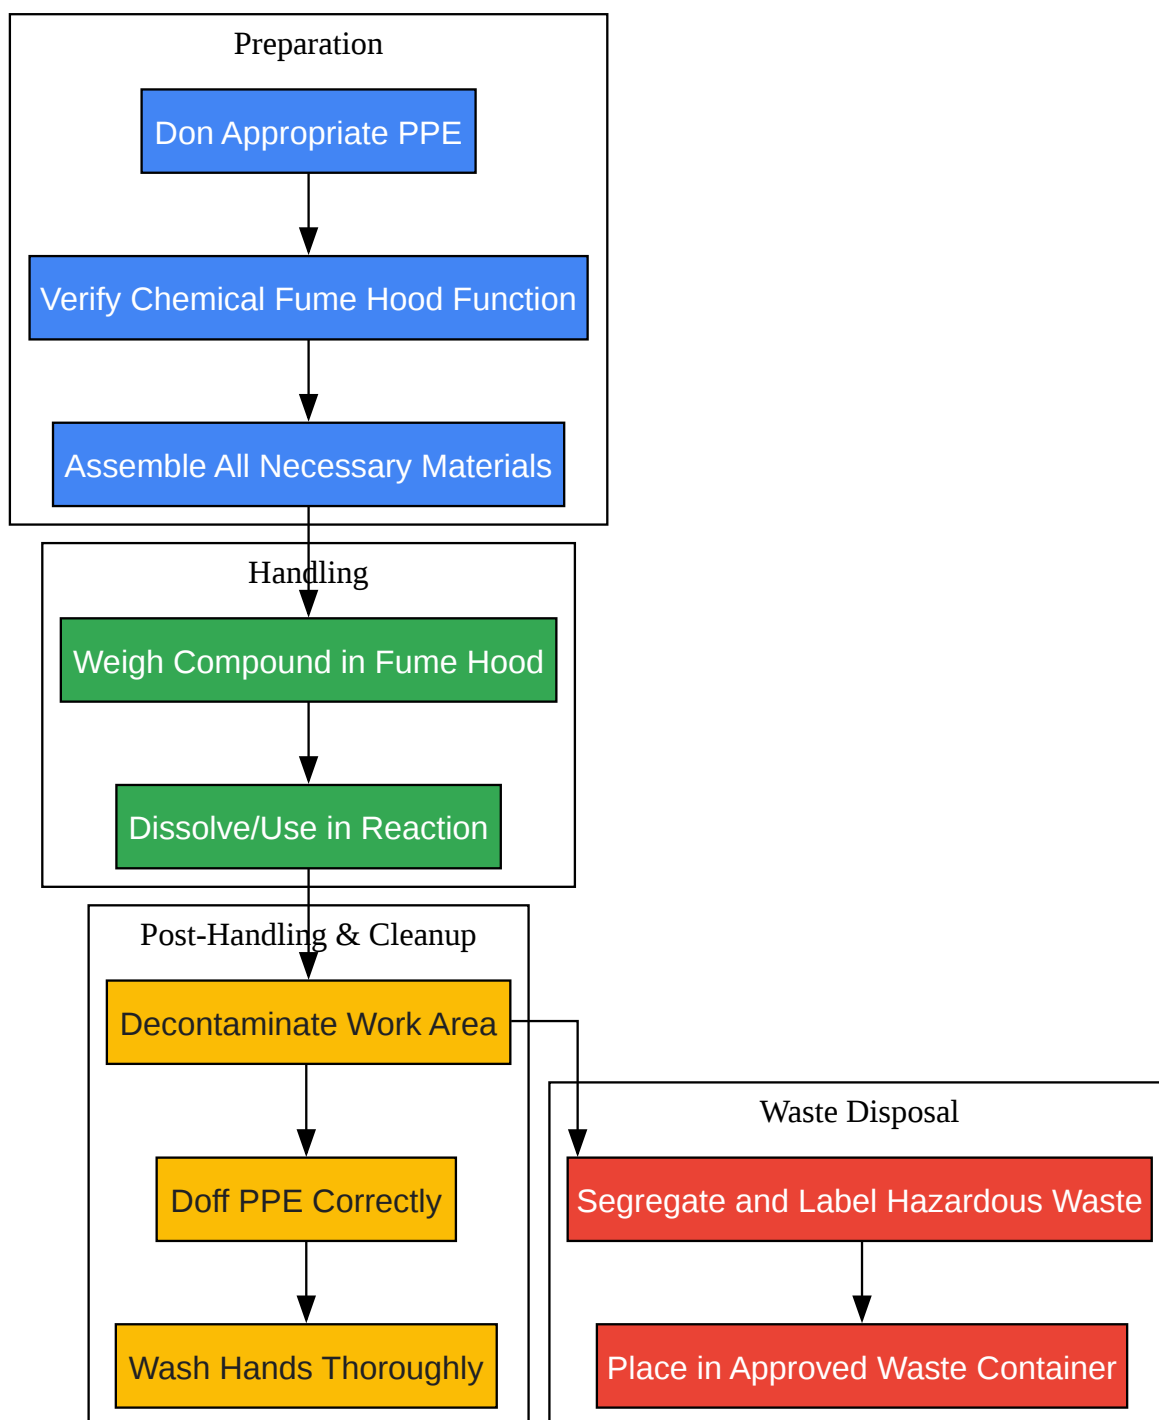 Preparation
Don Appropriate PPE
Verify Chemical Fume Hood Function
Assemble All Necessary Materials
Handling
Weigh Compound in Fume Hood
Dissolve/Use in Reaction
Post-Handling & Cleanup
Decontaminate Work Area
Doff PPE Correctly
Wash Hands Thoroughly
Waste Disposal
Segregate and Label Hazardous Waste
Place in Approved Waste Container